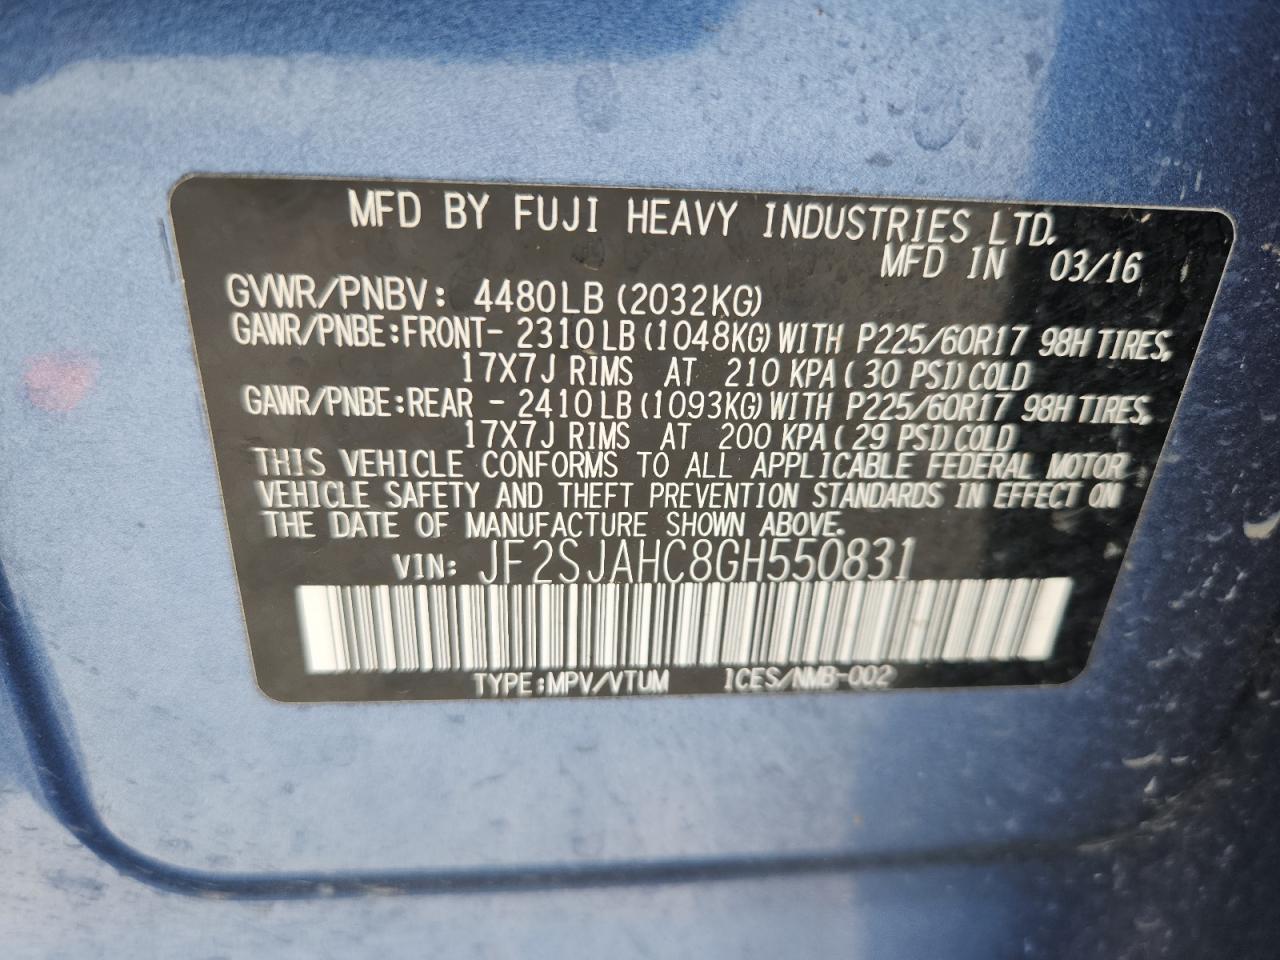 MFD BY FUJI HEAVY INDUSTRIES LTD.
MFD IN 03/16
GVWR/PNBV: 4480LB (2032KG)
GAWR/PNBE:FRONT- 2310LB (1048KG) WITH P225/60R17 98H TIRES,
17X7J RIMS AT 210 KPA ( 30 PSI) COLD
GAWR/PNBE:REAR - 2410LB (1093KG) WITH P225/60R17 98H TIRES,
17X7J RIMS AT 200 KPA ( 29 PSI) COLD
THIS VEHICLE CONFORMS TO ALL APPLICABLE FEDERAL MOTOR
VEHICLE SAFETY AND THEFT PREVENTION STANDARDS IN EFFECT ON
THE DATE OF MANUFACTURE SHOWN ABOVE.
VIN: JF2SJAHC8GH550831
TYPE:MPV/VTUM ICES/NMB-002